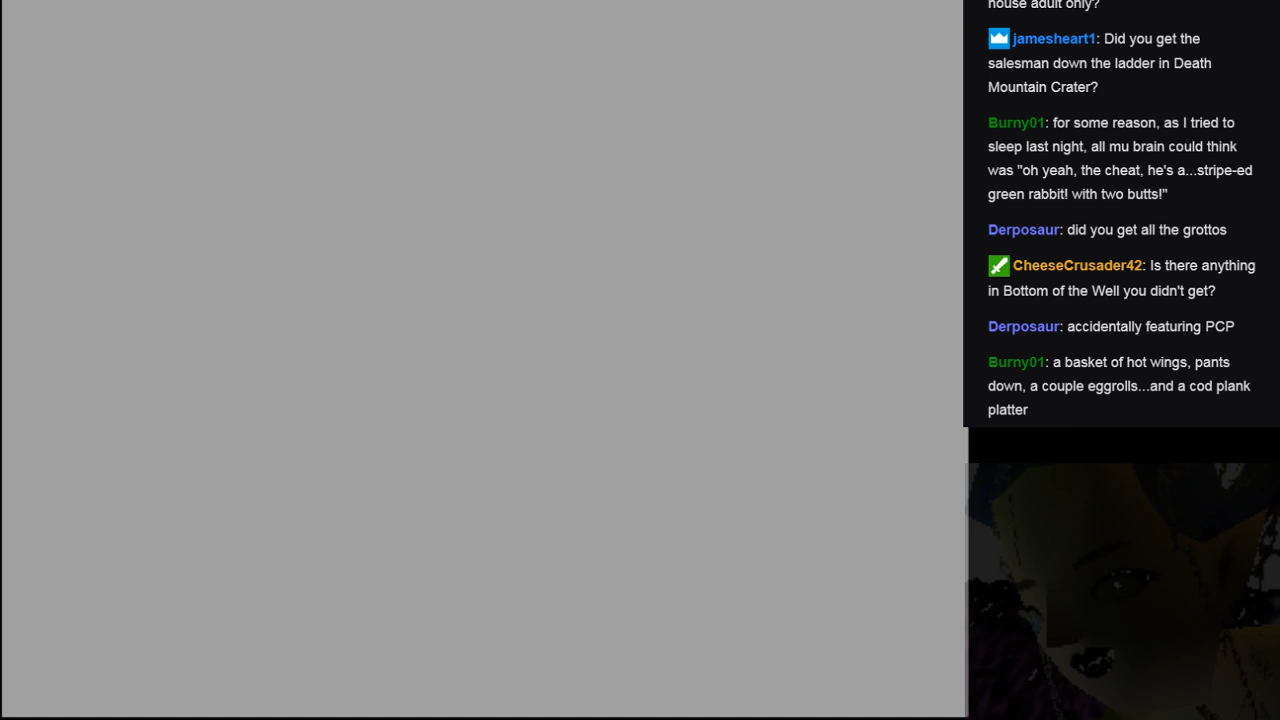 house adult only?
jamesheart1: Did you get the
salesman down the ladder in Death
Mountain Crater?
Burny01: for some reason, as I tried to
sleep last night, all mu brain could think
was "oh yeah, the cheat, he's a...stripe-ed
green rabbit! with two butts!"
Derposaur: did you get all the grottos
CheeseCrusader42: Is there anything
in Bottom of the Well you didn't get?
Derposaur: accidentally featuring PCP
Burny01: a basket of hot wings, pants
down, a couple eggrolls...and a cod plank
platter